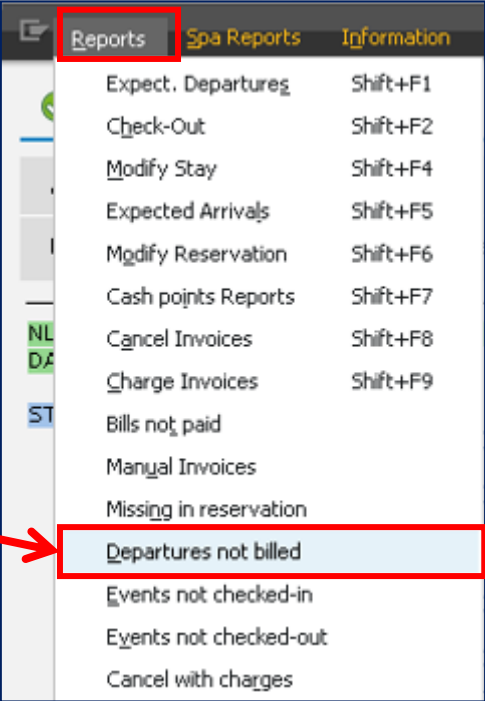 Reports Spa Reports Information
Expect. Departures Shift+F1
Check-Out Shift+F2
Modify Stay Shift+F4
Expected Arrivals Shift+F5
Modify Reservation Shift+F6
Cash points Reports Shift+F7
Cancel Invoices Shift+F8
Charge Invoices Shift+F9
NL
DA
ST
Bills not paid
Manual Invoices
Missing in reservation
Departures not billed
Events not checked-in
Events not checked-out
Cancel with charges